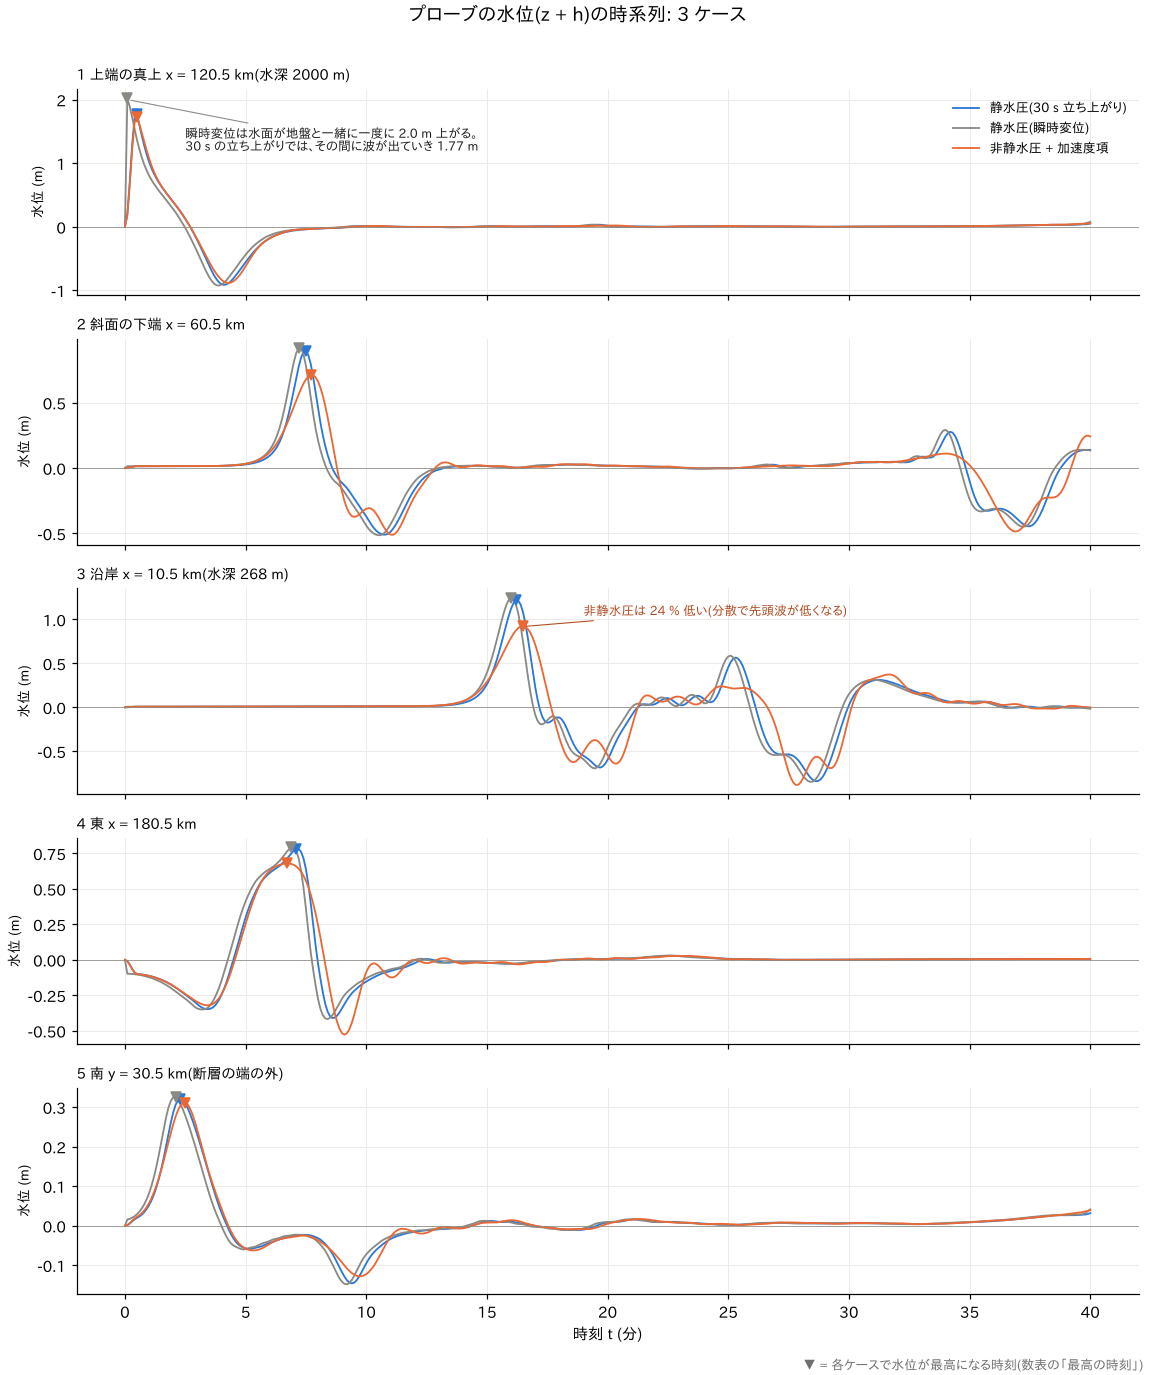 プローブの水位(z + h)の時系列: 3 ケース
1 上端の真上 x = 120.5 km(水深 2000 m)
水位 (m)
2
1
0
-1
瞬時変位は水面が地盤と一緒に一度に 2.0 m 上がる。
30 s の立ち上がりでは、その間に波が出ていき 1.77 m
静水圧(30 s 立ち上がり)
静水圧(瞬時変位)
非静水圧 + 加速度項
2 斜面の下端 x = 60.5 km
水位 (m)
0.5
0.0
-0.5
3 沿岸 x = 10.5 km(水深 268 m)
水位 (m)
1.0
0.5
0.0
-0.5
非静水圧は 24 % 低い(分散で先頭波が低くなる)
4 東 x = 180.5 km
水位 (m)
0.75
0.50
0.25
0.00
-0.25
-0.50
5 南 y = 30.5 km(断層の端の外)
水位 (m)
0.3
0.2
0.1
0.0
-0.1
0 5 10 15 20 25 30 35 40
時刻 t (分)
▼ = 各ケースで水位が最高になる時刻(数表の「最高の時刻」)